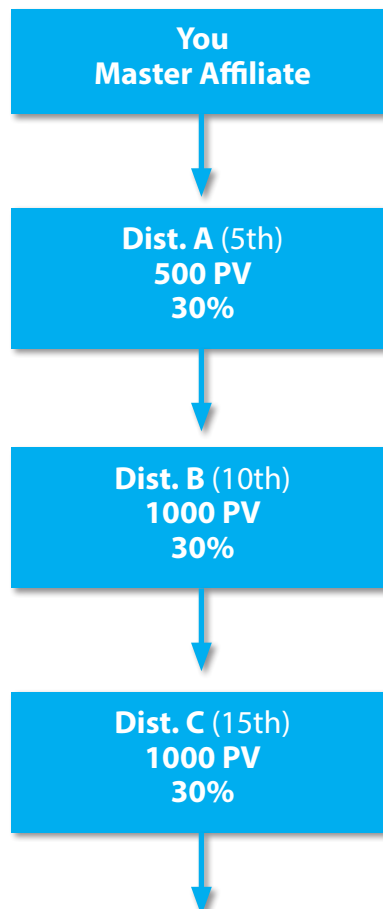 You
Master Affiliate
Dist. A (5th)
500 PV
30%
Dist. B (10th)
1000 PV
30%
Dist. C (15th)
1000 PV
30%